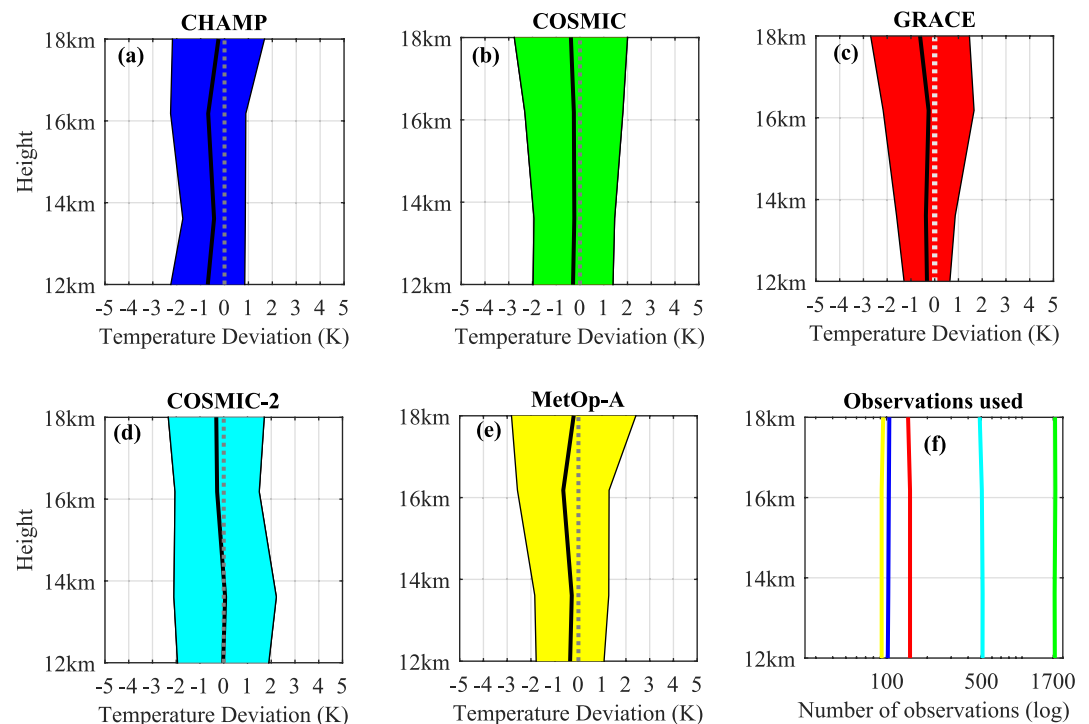 CHAMP
COSMIC
GRACE
(a)
(b)
(c)
18km
16km
14km
12km
Height
-5 -4 -3 -2 -1 0 1 2 3 4 5
Temperature Deviation (K)
18km
16km
14km
12km
-5 -4 -3 -2 -1 0 1 2 3 4 5
Temperature Deviation (K)
18km
16km
14km
12km
-5 -4 -3 -2 -1 0 1 2 3 4 5
Temperature Deviation (K)
COSMIC-2
MetOp-A
Observations used
(d)
(e)
(f)
18km
16km
14km
12km
Height
-5 -4 -3 -2 -1 0 1 2 3 4 5
Temperature Deviation (K)
18km
16km
14km
12km
-5 -4 -3 -2 -1 0 1 2 3 4 5
Temperature Deviation (K)
18km
16km
14km
12km
100 500 1700
Number of observations (log)